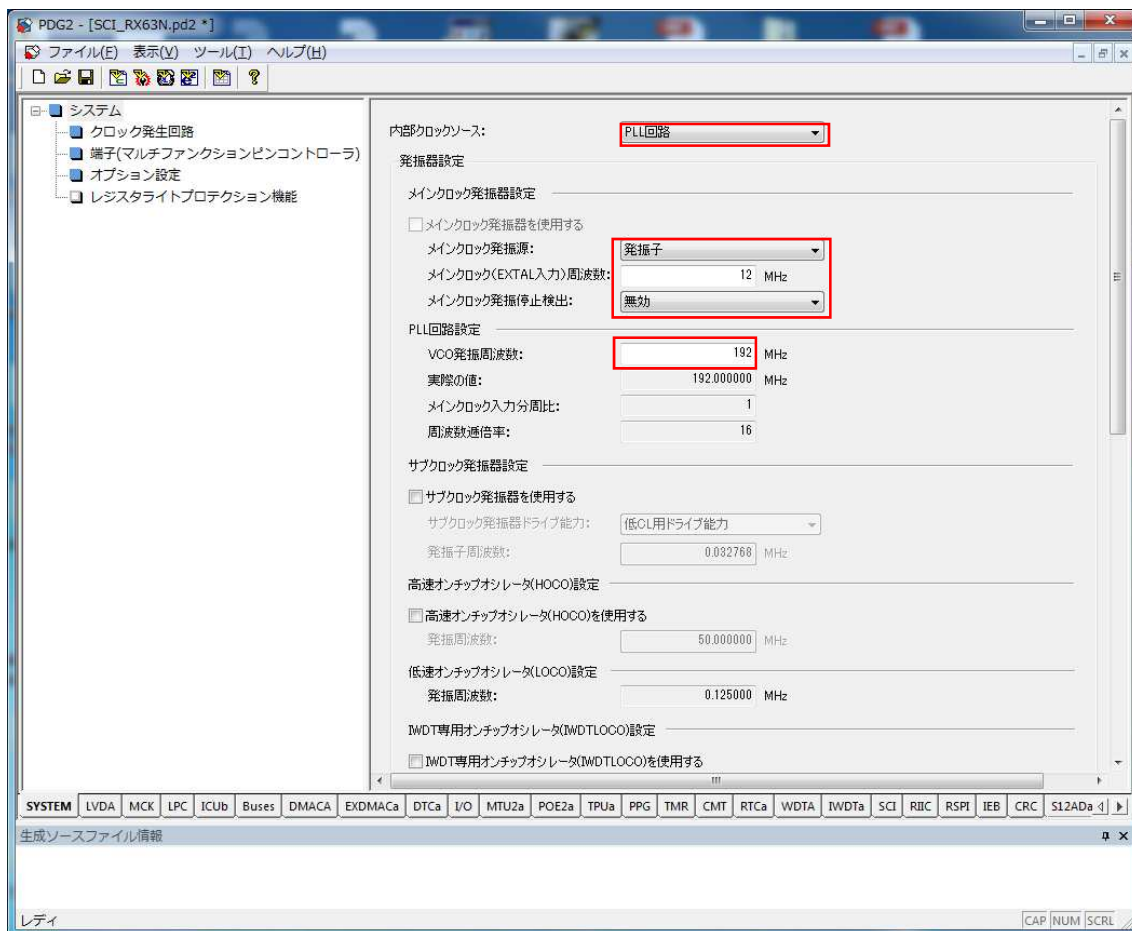 PDG2 - [SCI_RX63N.pd2 *]
ファイル(F) 表示(V) ツール(T) ヘルプ(H)
システム
クロック発生回路
端子(マルチファンクションピンコントローラ)
オプション設定
レジスタライトプロテクション機能
内部クロックソース: PLL回路
発振器設定
メインクロック発振器設定
メインクロック発振器を使用する
メインクロック発振源: 発振子
メインクロック(EXTAL入力)周波数: 12 MHz
メインクロック発振停止検出: 無効
PLL回路設定
VCO発振周波数: 192 MHz
実際の値: 192.000000 MHz
メインクロック入力分周比: 1
周波数逓倍率: 16
サブクロック発振器設定
サブクロック発振器を使用する
サブクロック発振器ドライブ能力: 低CL用ドライブ能力
発振子周波数: 0.032768 MHz
高速オンチップオシレータ(HOCO)設定
高速オンチップオシレータ(HOCO)を使用する
発振周波数: 50.000000 MHz
低速オンチップオシレータ(LOCO)設定
発振周波数: 0.125000 MHz
IWDT専用オンチップオシレータ(IWDTLOCO)設定
IWDT専用オンチップオシレータ(IWDTLOCO)を使用する
SYSTEM LVDA MCK LPC ICUb Buses DMACA EXDMACa DTCa I/O MTU2a POE2a TPUa PPG TMR CMT RTCa WDTA IWDTa SCI RIIC RSPI IEB CRC S12ADa
生成ソースファイル情報
レディ
CAP NUM SCRL